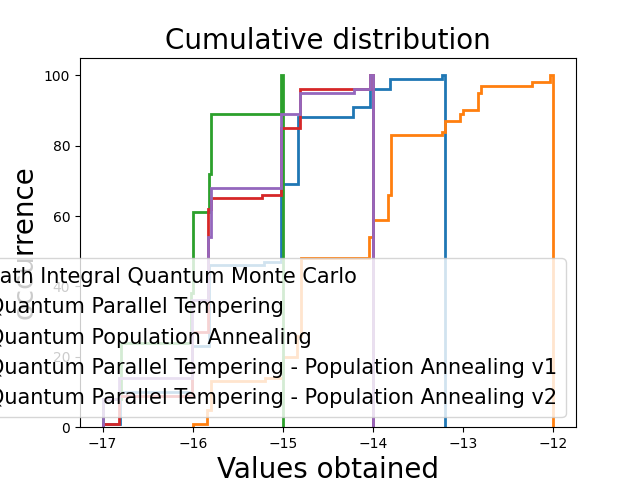 Cumulative distribution
100
80
60
40
20
0
occurrence
ath Integral Quantum Monte Carlo
Quantum Parallel Tempering
Quantum Population Annealing
Quantum Parallel Tempering - Population Annealing v1
Quantum Parallel Tempering - Population Annealing v2
−17 −16 −15 −14 −13 −12
Values obtained